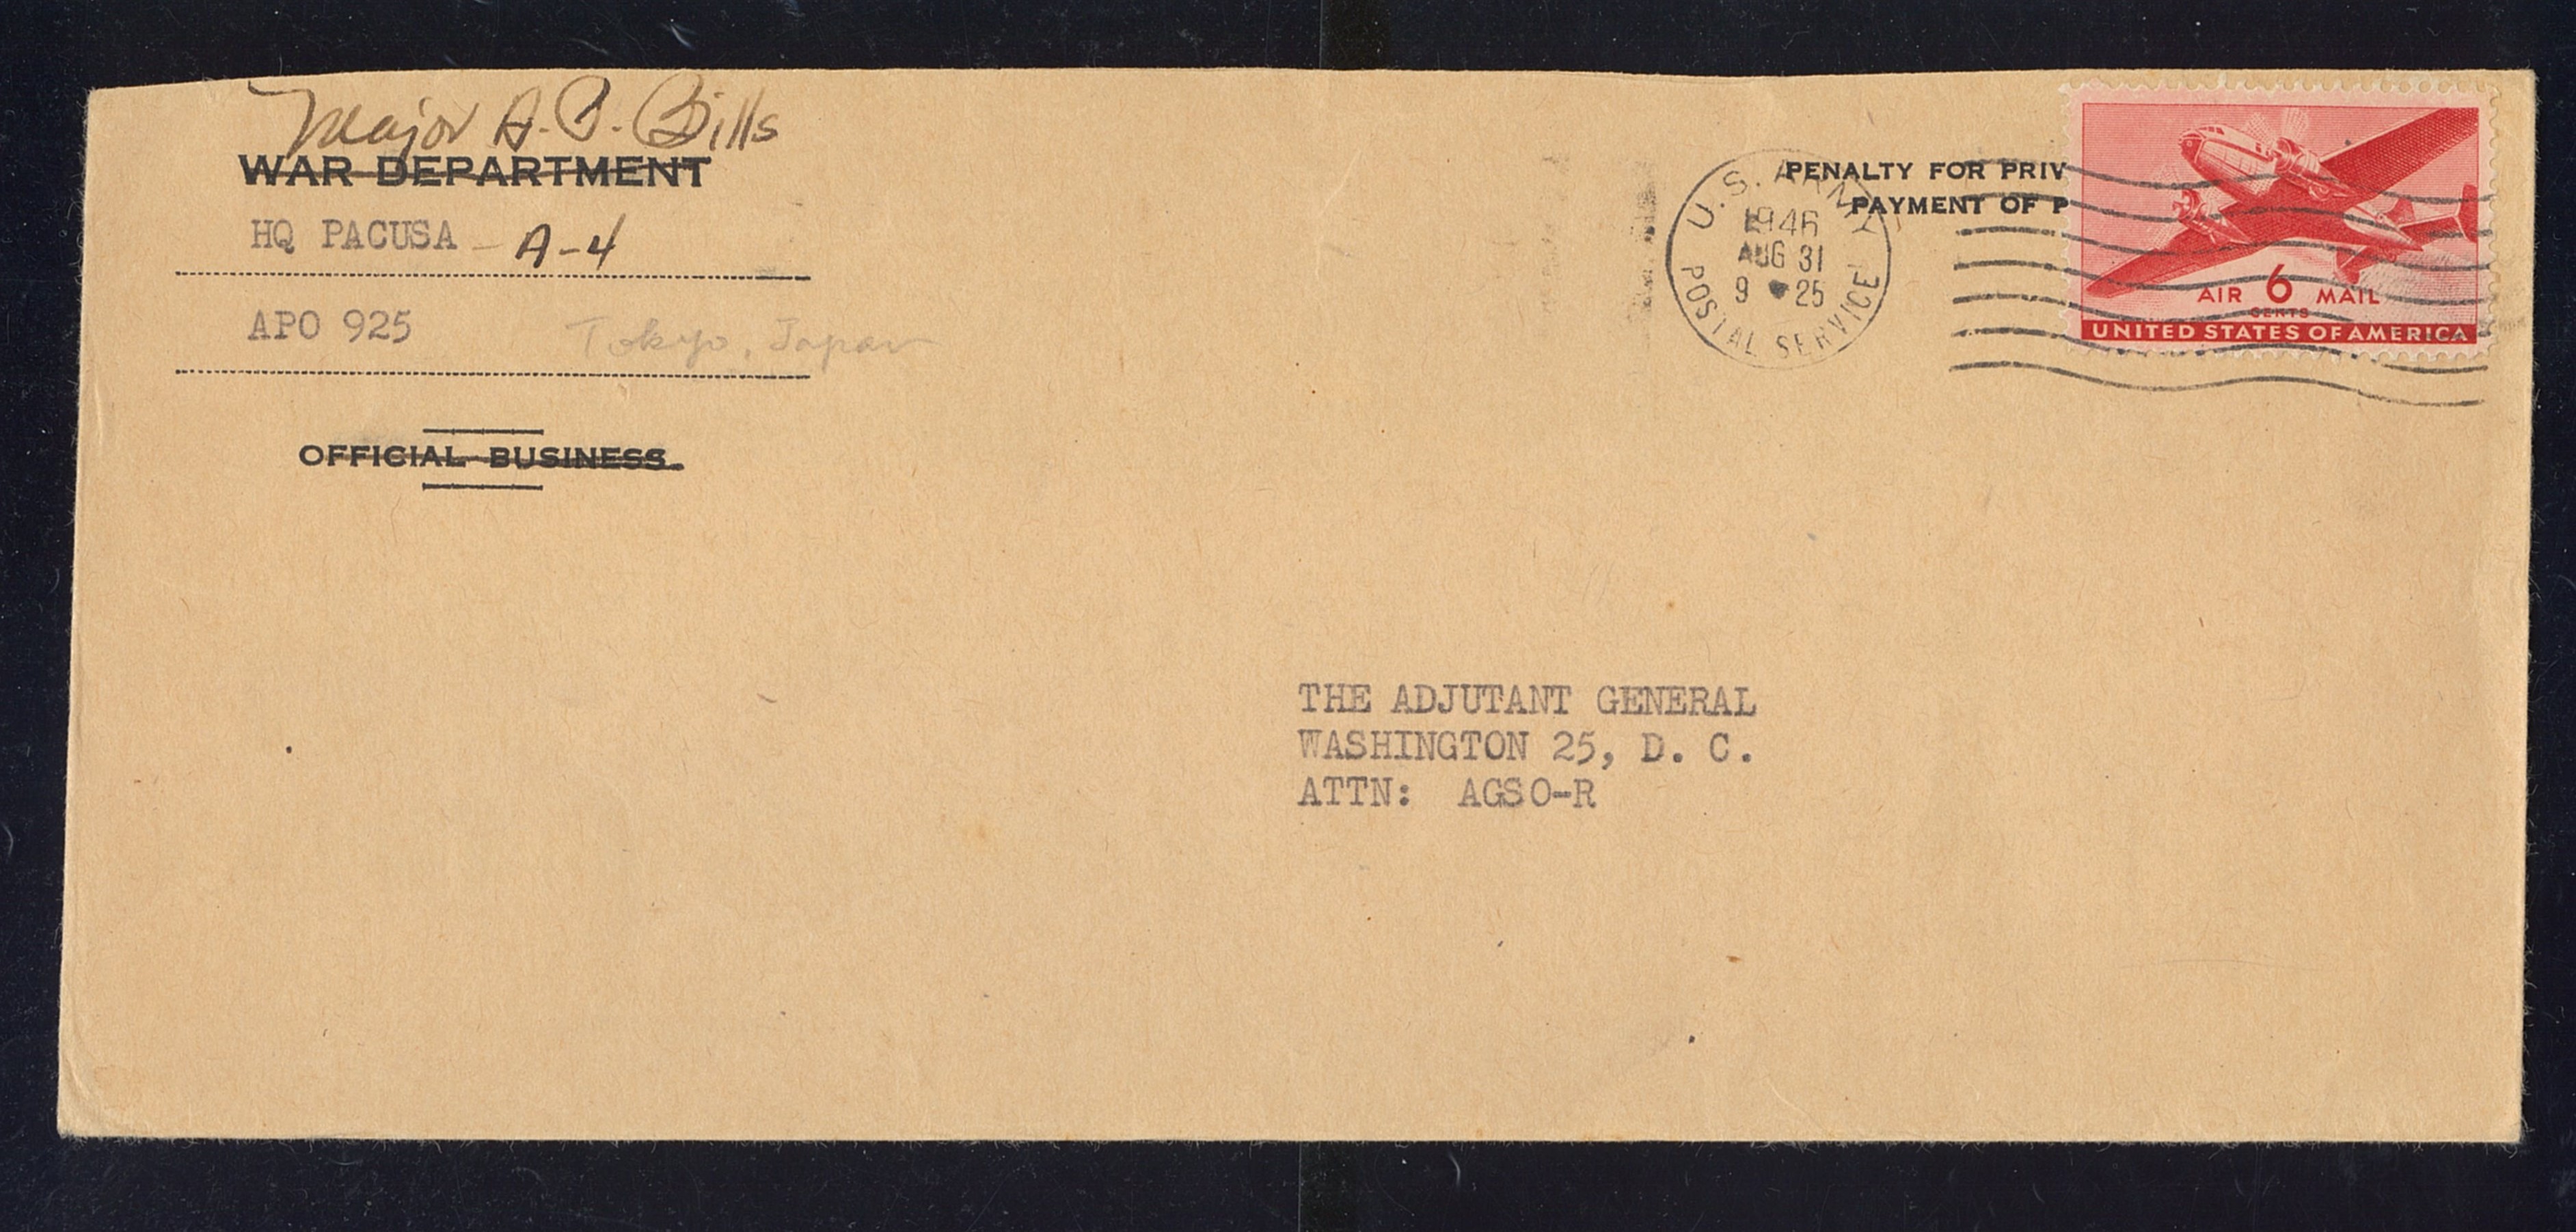 Major A. P. Bills
WAR DEPARTMENT
HQ PACUSA - A-4
APO 925 Tokyo, Japan
OFFICIAL BUSINESS
PENALTY FOR PRIV
PAYMENT OF P
U.S. ARMY
1946
AUG 31
9 25
POSTAL SERVICE
AIR 6 MAIL
CENTS
UNITED STATES OF AMERICA
THE ADJUTANT GENERAL
WASHINGTON 25, D. C.
ATTN: AGSO-R